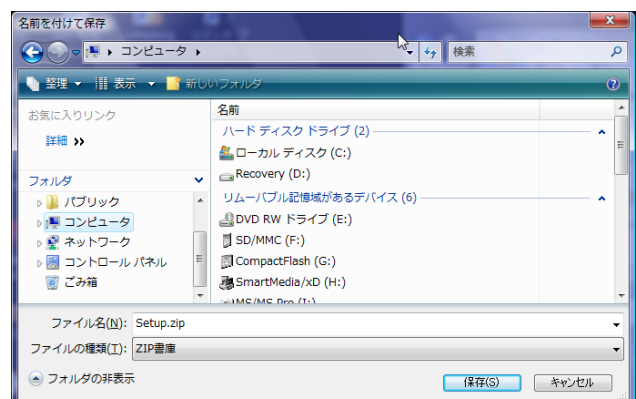 名前を付けて保存
コンピュータ
検索
整理 表示 新しいフォルダ
お気に入りリンク
詳細
フォルダ
パブリック
コンピュータ
ネットワーク
コントロール パネル
ごみ箱
名前
ハード ディスク ドライブ (2)
ローカル ディスク (C:)
Recovery (D:)
リムーバブル記憶域があるデバイス (6)
DVD RW ドライブ (E:)
SD/MMC (F:)
CompactFlash (G:)
SmartMedia/xD (H:)
MS/MS Pro (I:)
ファイル名(N): Setup.zip
ファイルの種類(T): ZIP書庫
フォルダの非表示
保存(S) キャンセル